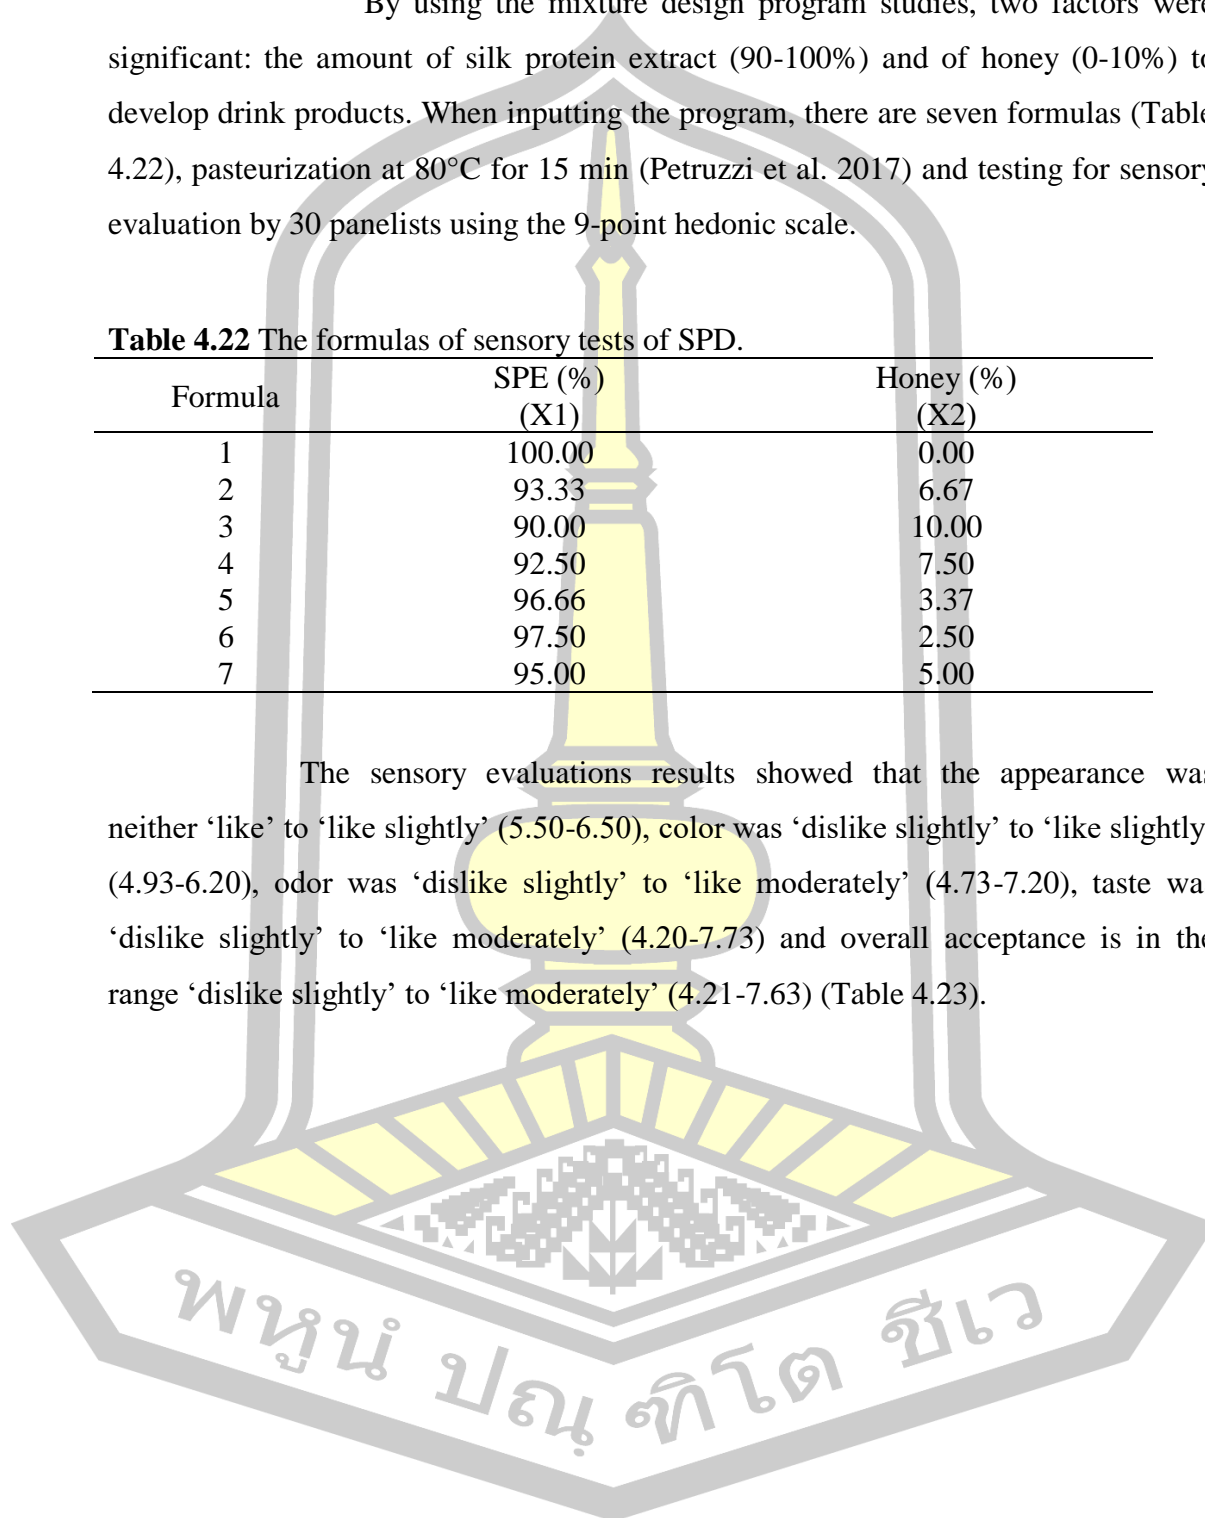 By using the mixture design program studies, two factors were
significant: the amount of silk protein extract (90-100%) and of honey (0-10%) to
develop drink products. When inputting the program, there are seven formulas (Table
4.22), pasteurization at 80°C for 15 min (Petruzzi et al. 2017) and testing for sensory
evaluation by 30 panelists using the 9-point hedonic scale.
Table 4.22 The formulas of sensory tests of SPD.
Formula SPE (%) (X1) Honey (%) (X2)
1 100.00 0.00
2 93.33 6.67
3 90.00 10.00
4 92.50 7.50
5 96.66 3.37
6 97.50 2.50
7 95.00 5.00
The sensory evaluations results showed that the appearance was
neither ‘like’ to ‘like slightly’ (5.50-6.50), color was ‘dislike slightly’ to ‘like slightly’
(4.93-6.20), odor was ‘dislike slightly’ to ‘like moderately’ (4.73-7.20), taste wa
‘dislike slightly’ to ‘like moderately’ (4.20-7.73) and overall acceptance is in the
range ‘dislike slightly’ to ‘like moderately’ (4.21-7.63) (Table 4.23).
พหูนํ ปณฺฑิโต ชีเว